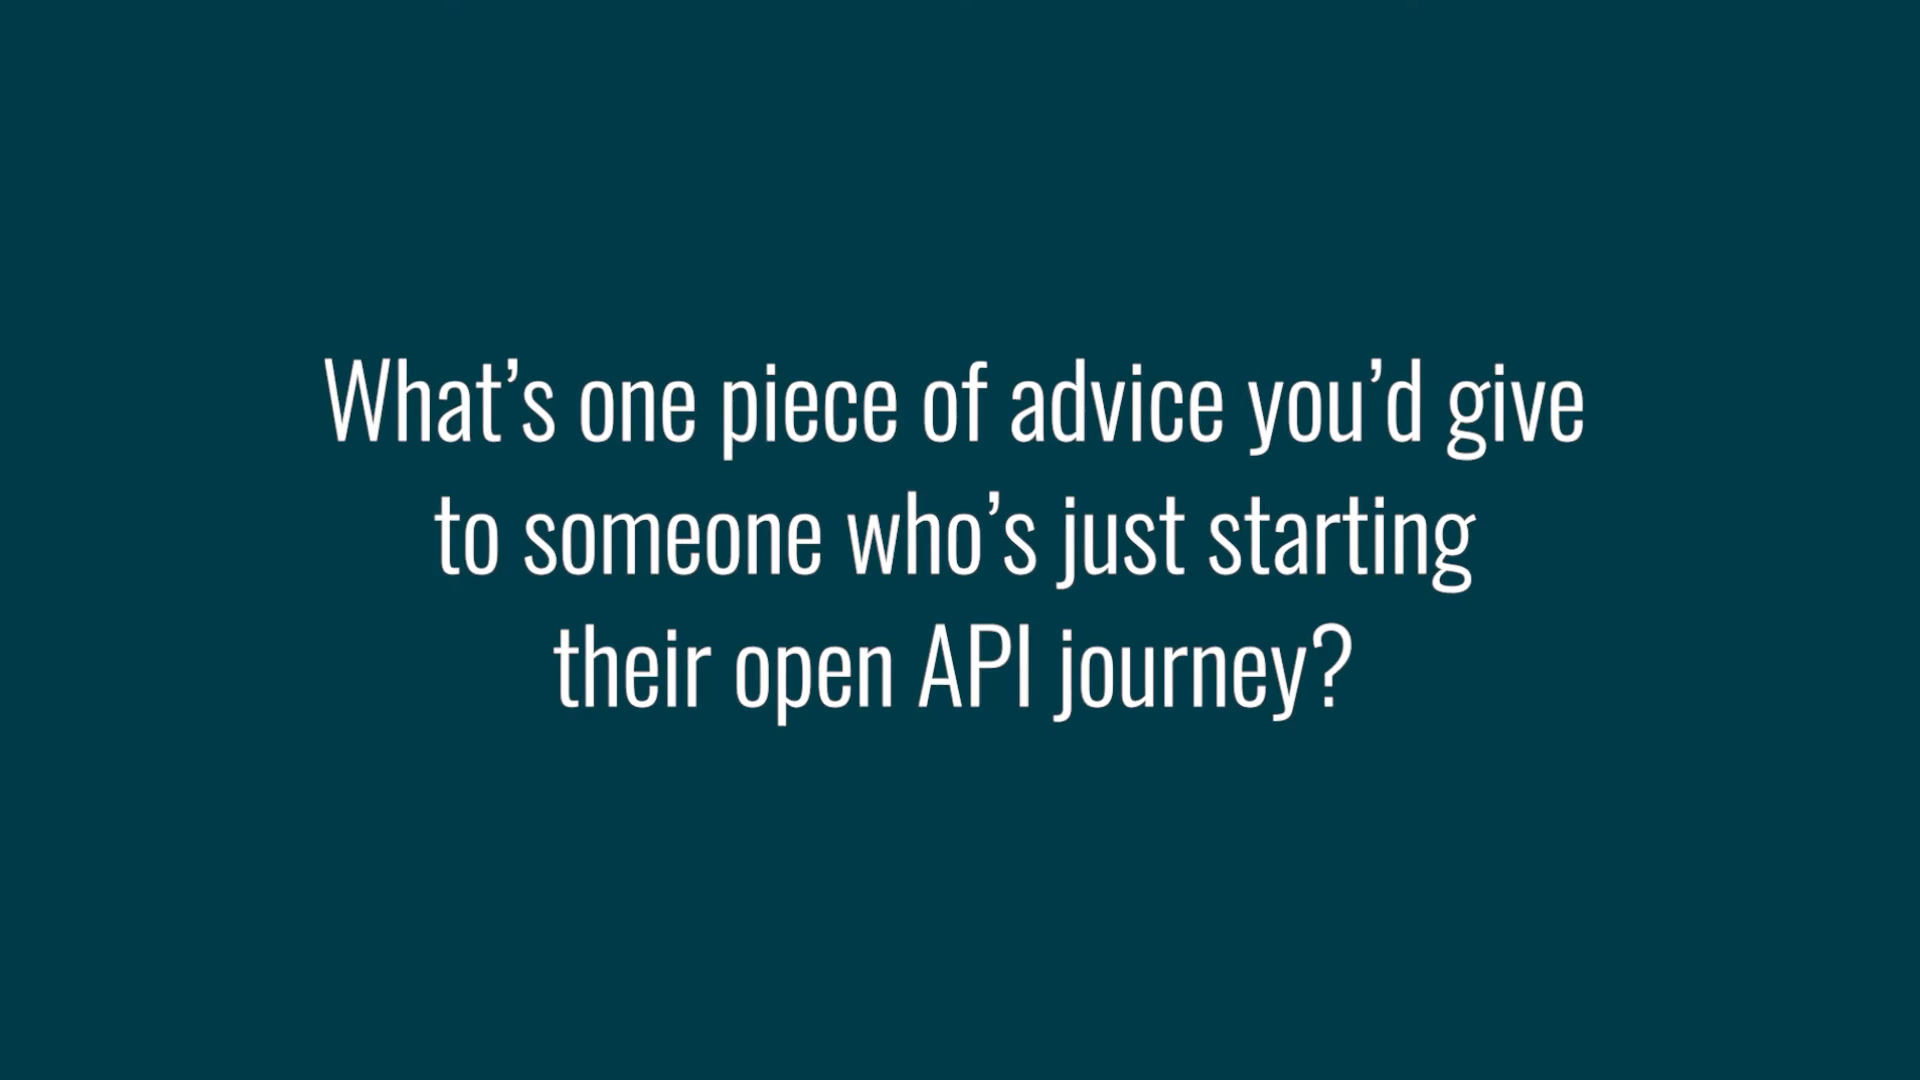 What’s one piece of advice you’d give
to someone who’s just starting
their open API journey?